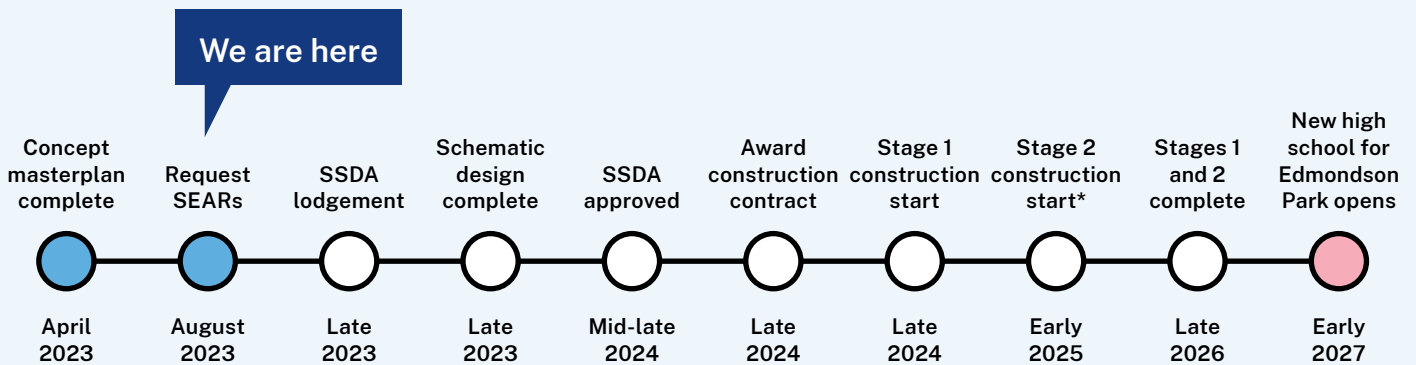 We are here
Concept
masterplan
complete
Request
SEARs
SSDA
lodgement
Schematic
design
complete
SSDA
approved
Award
construction
contract
Stage 1
construction
start
Stage 2
construction
start*
Stages 1
and 2
complete
New high
school for
Edmondson
Park opens
April
2023
August
2023
Late
2023
Late
2023
Mid-late
2024
Late
2024
Late
2024
Early
2025
Late
2026
Early
2027